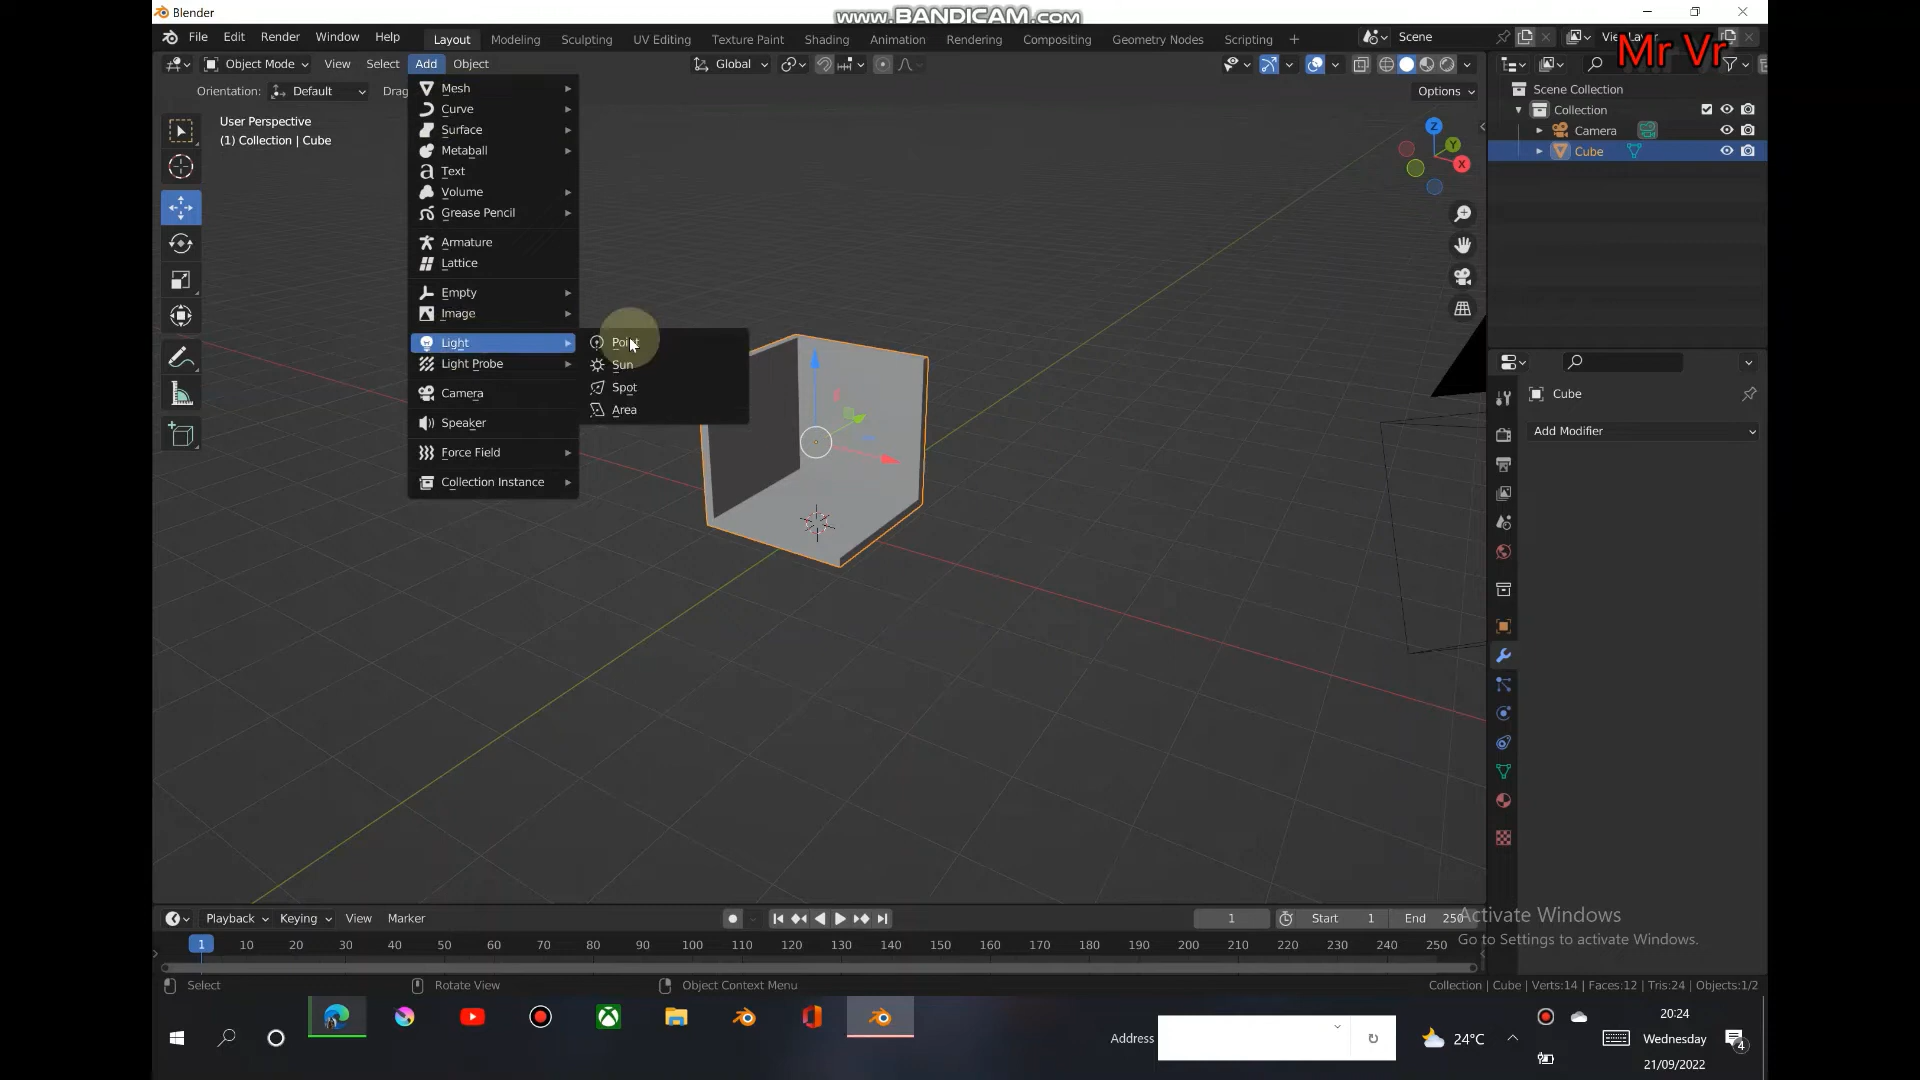 Blender
www.BANDICAM.com
File Edit Render Window Help
Layout Modeling Sculpting UV Editing Texture Paint Shading Animation Rendering Compositing Geometry Nodes Scripting +
Scene
Mr Vr
Object Mode View Select Add Object
Global
Orientation: Default Drag
Options
User Perspective
(1) Collection | Cube
Mesh
Curve
Surface
Metaball
Text
Volume
Grease Pencil
Armature
Lattice
Empty
Image
Light
Light Probe
Camera
Speaker
Force Field
Collection Instance
Point
Sun
Spot
Area
Z
Y
X
Scene Collection
Collection
Camera
Cube
Cube
Add Modifier
Playback Keying View Marker
1 Start 1 End 250
1 10 20 30 40 50 60 70 80 90 100 110 120 130 140 150 160 170 180 190 200 210 220 230 240 250
Activate Windows
Go to Settings to activate Windows.
Select Rotate View Object Context Menu
Collection | Cube | Verts:14 | Faces:12 | Tris:24 | Objects:1/2
Address
24°C
20:24
Wednesday
21/09/2022
4